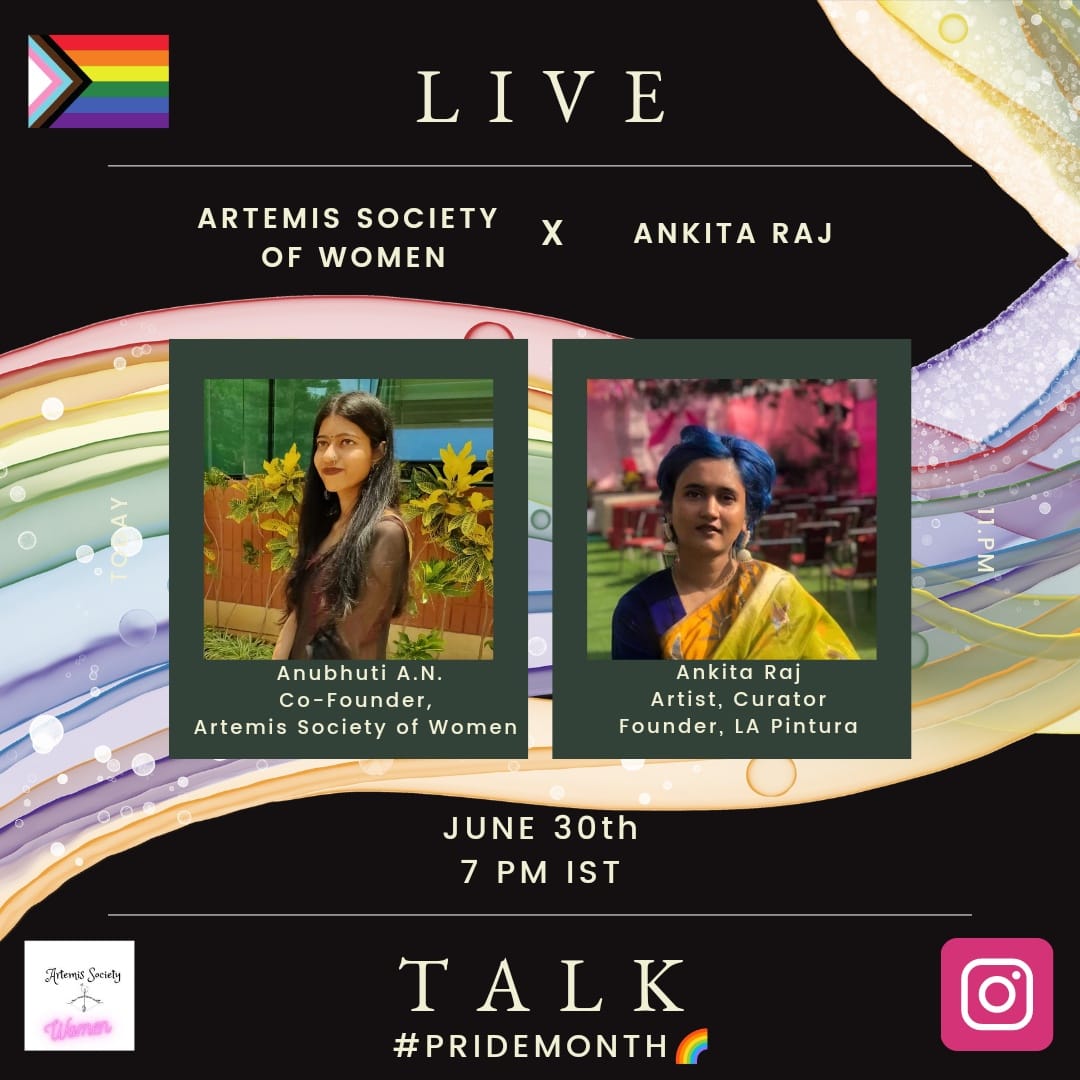 LIVE
ARTEMIS SOCIETY
OF WOMEN
X
ANKITA RAJ
TODAY
11.PM
Anubhuti A.N.
Co-Founder,
Artemis Society of Women
Ankita Raj
Artist, Curator
Founder, LA Pintura
JUNE 30th
7 PM IST
Artemis Society
Women
TALK
#PRIDEMONTH🌈